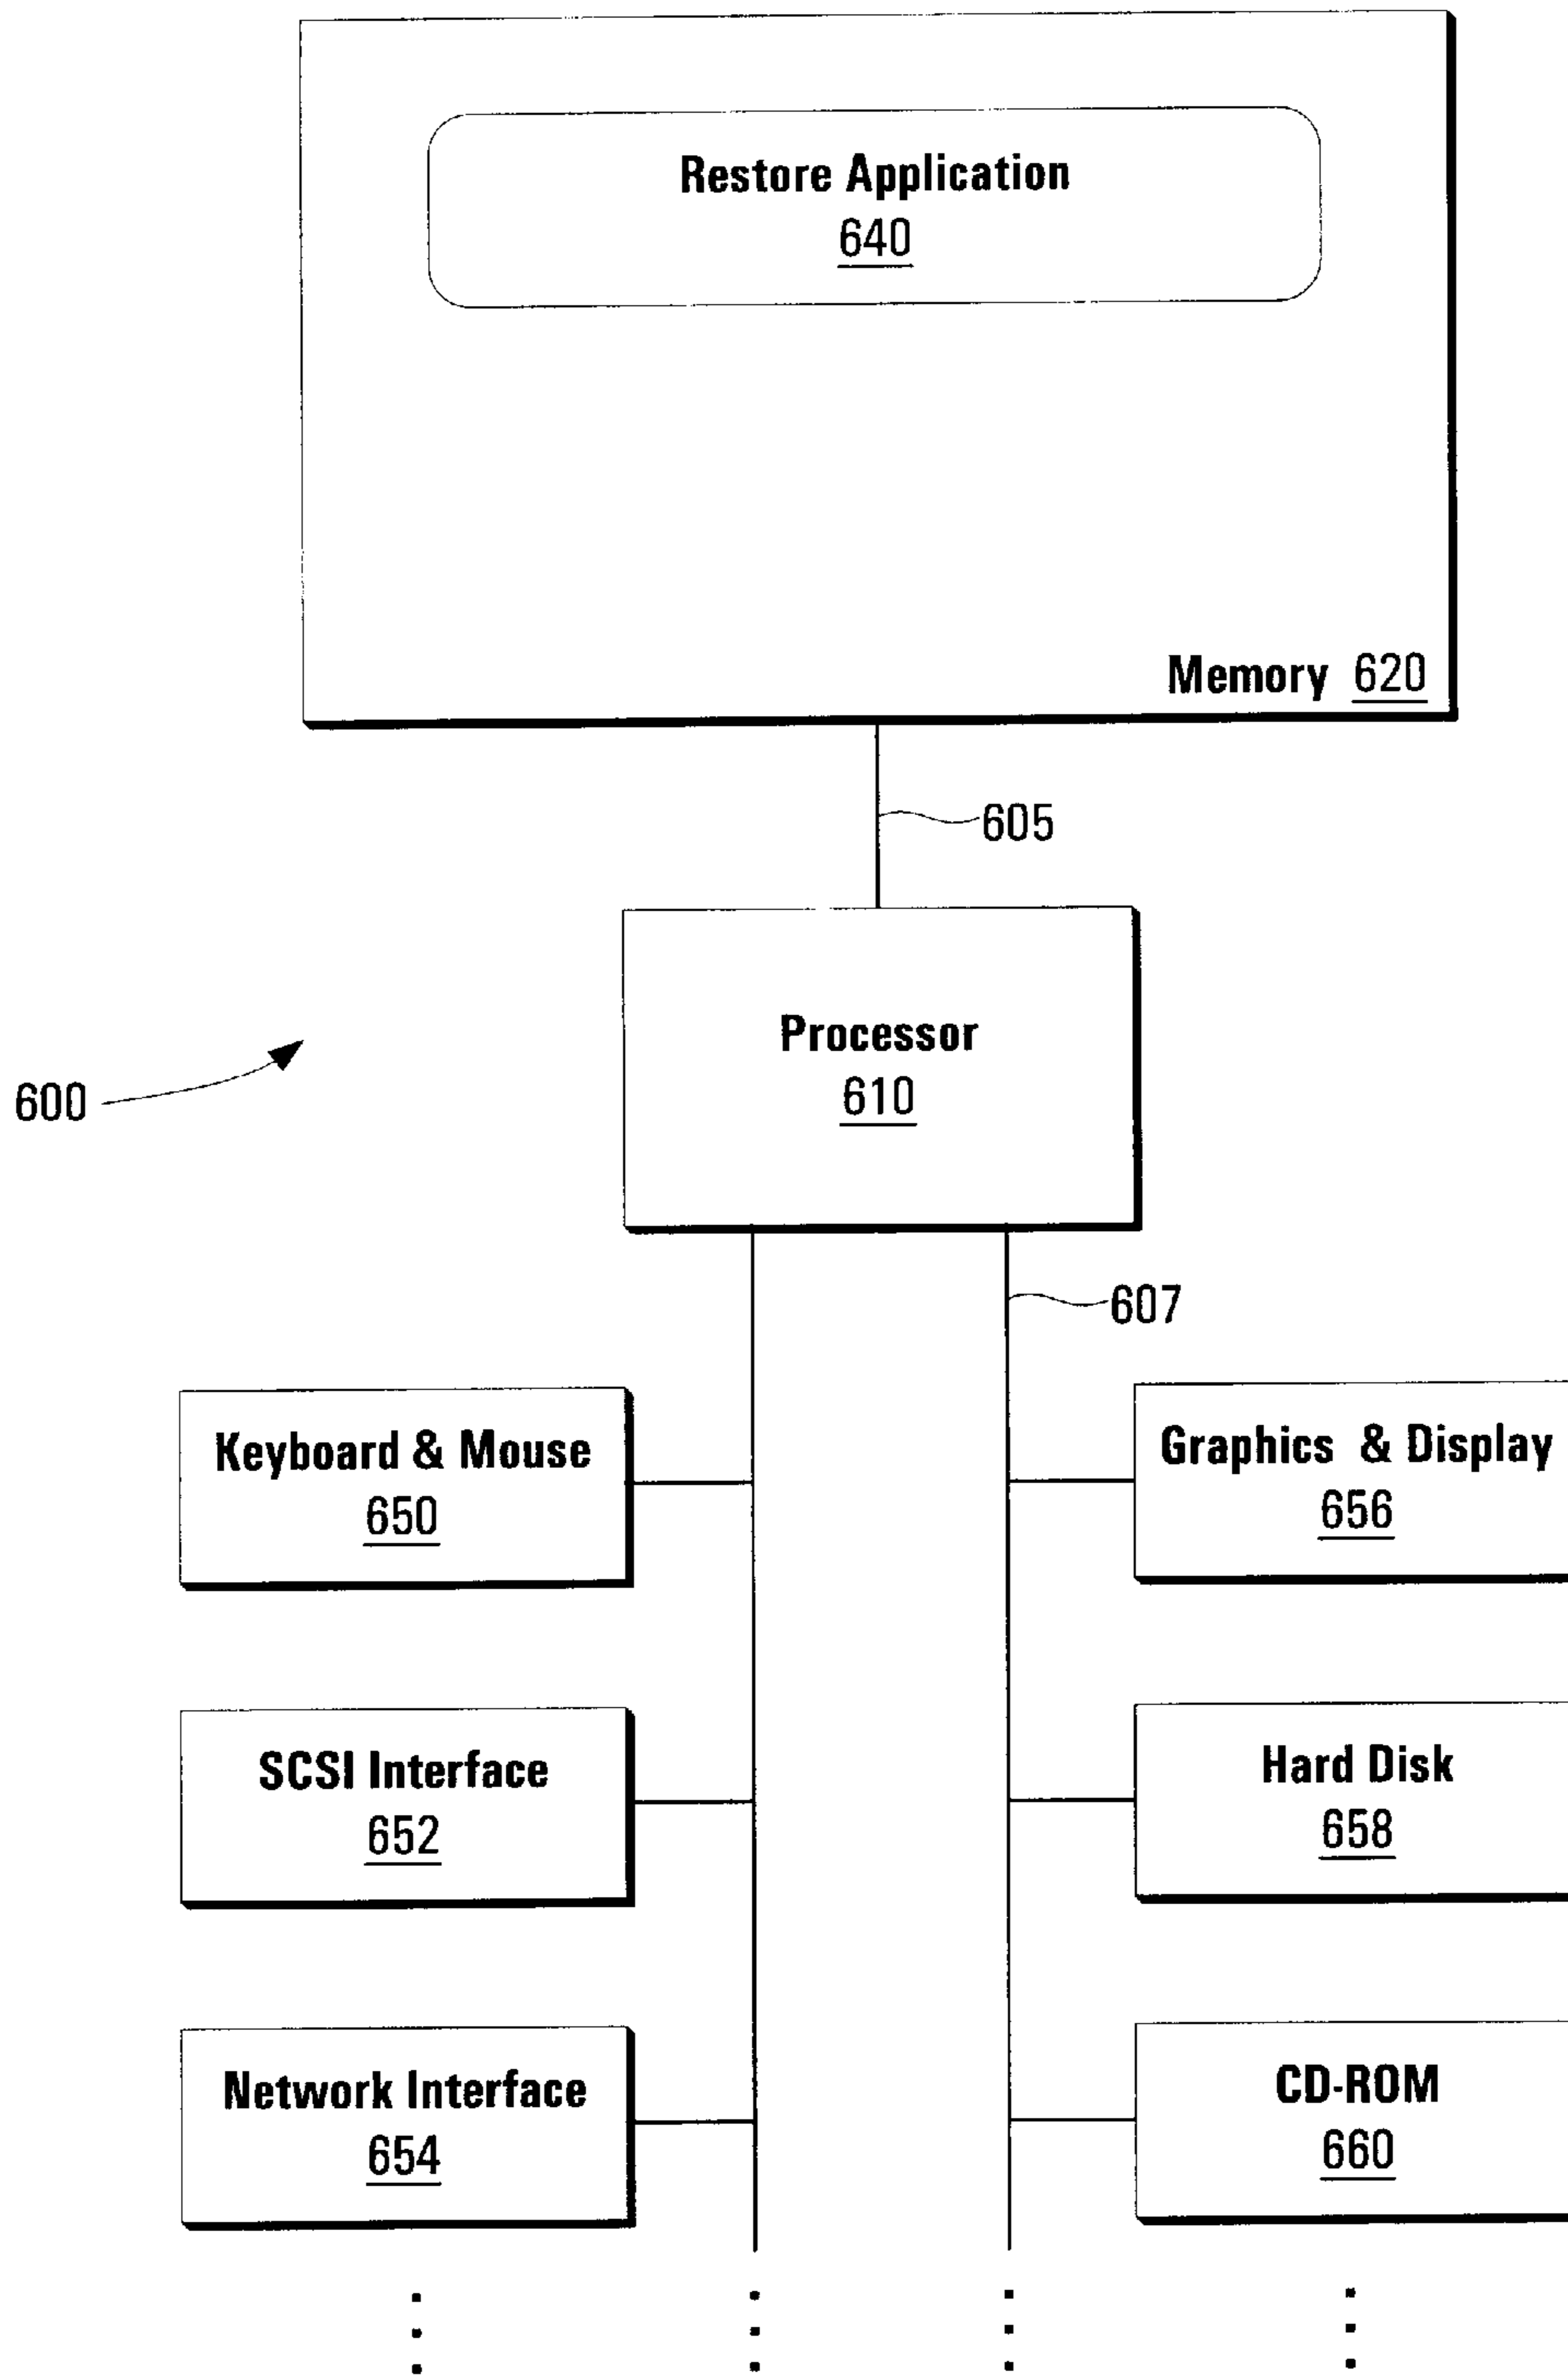 Restore Application
640
Memory 620
605
Processor
610
600
607
Keyboard & Mouse
650
Graphics & Display
656
SCSI Interface
652
Hard Disk
658
Network Interface
654
CD-ROM
660